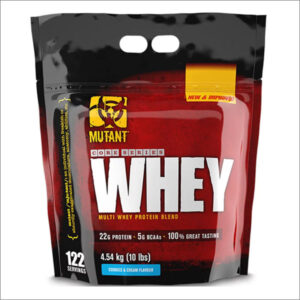 NEW & IMPROVED
MUTANT
CORE SERIES
WHEY
MULTI WHEY PROTEIN BLEND
22g PROTEIN - 5g BCAAs - 100% GREAT TASTING
122
SERVINGS
4.54 kg (10 lbs)
COOKIES & CREAM FLAVOUR